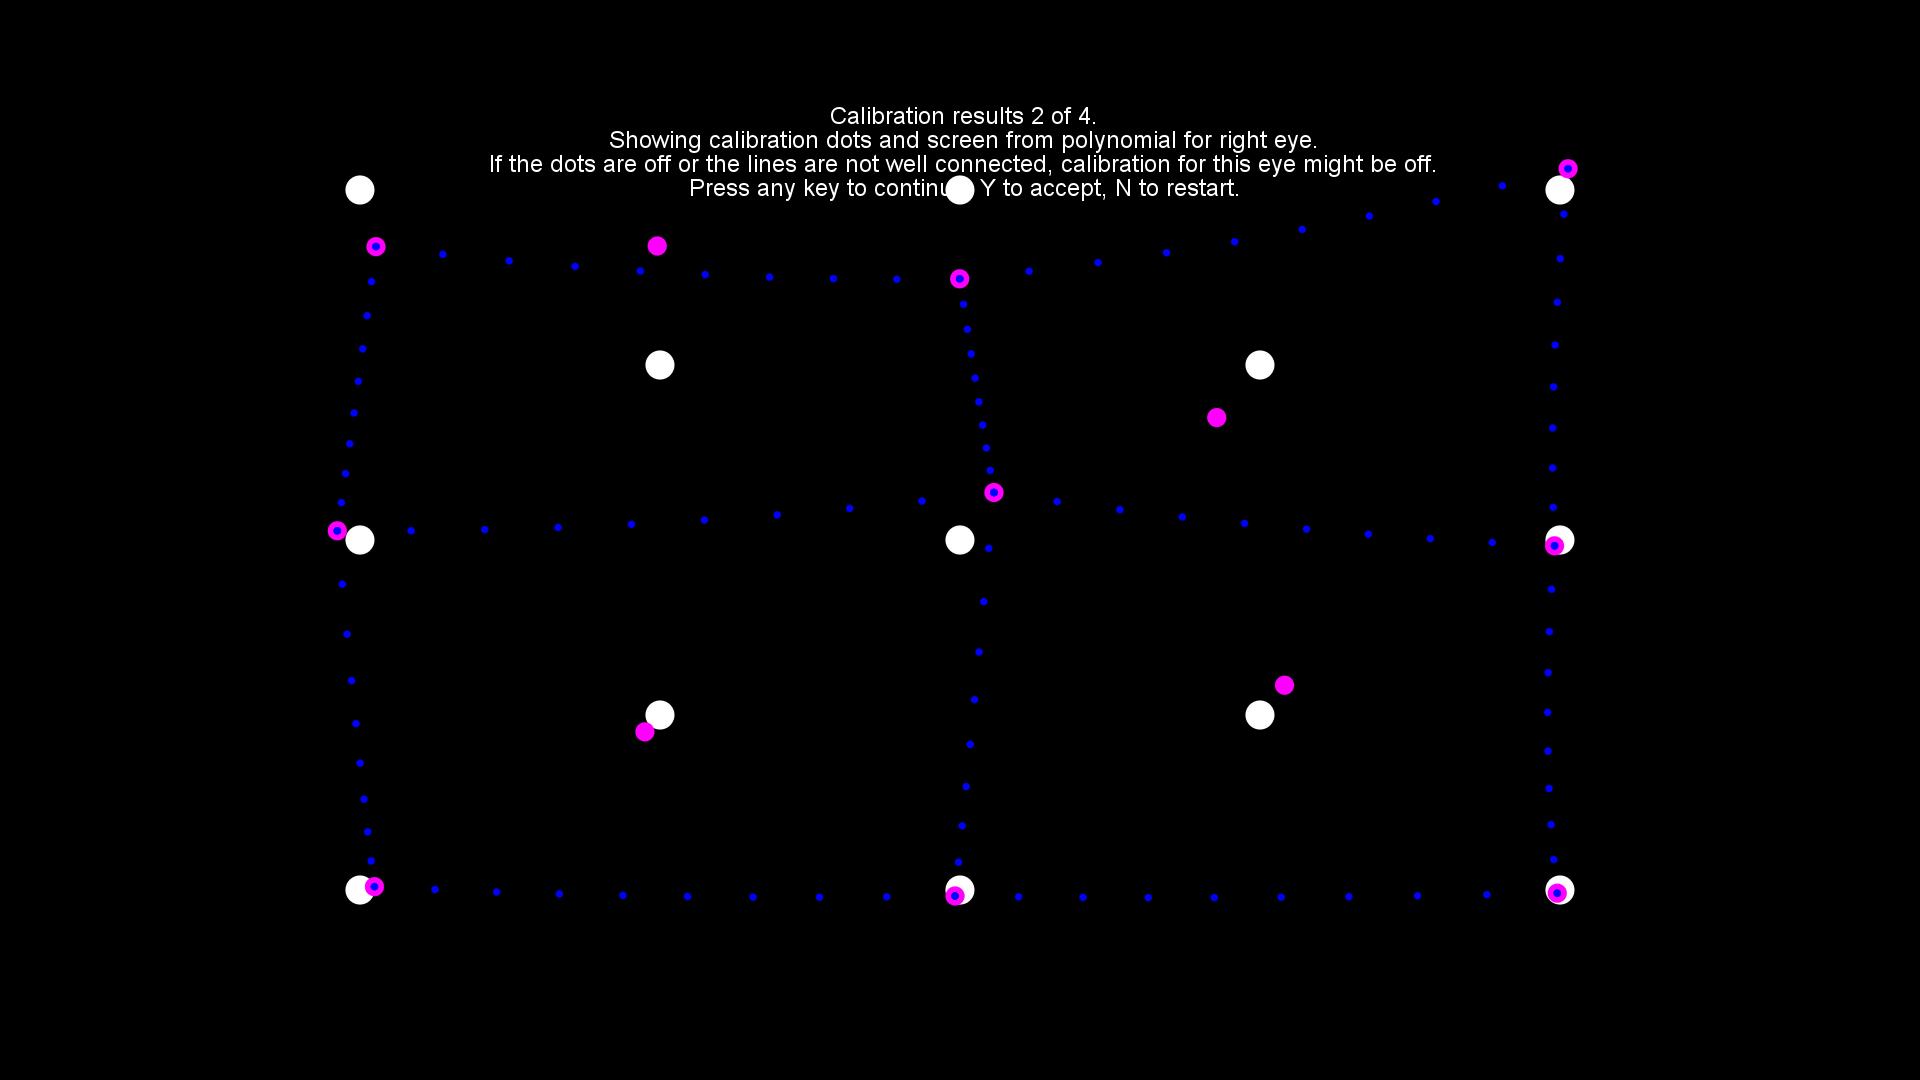 Calibration results 2 of 4.
Showing calibration dots and screen from polynomial for right eye.
If the dots are off or the lines are not well connected, calibration for this eye might be off.
Press any key to continu Y to accept, N to restart.